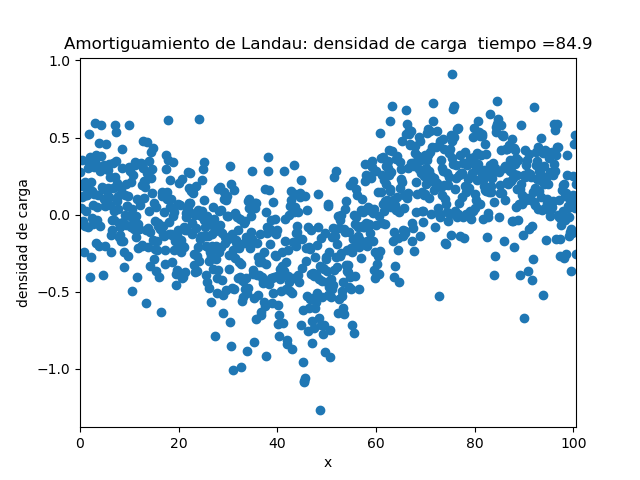 Amortiguamiento de Landau: densidad de carga  tiempo =84.9
1.0
0.5
0.0
−0.5
−1.0
densidad de carga
0 20 40 60 80 100
x